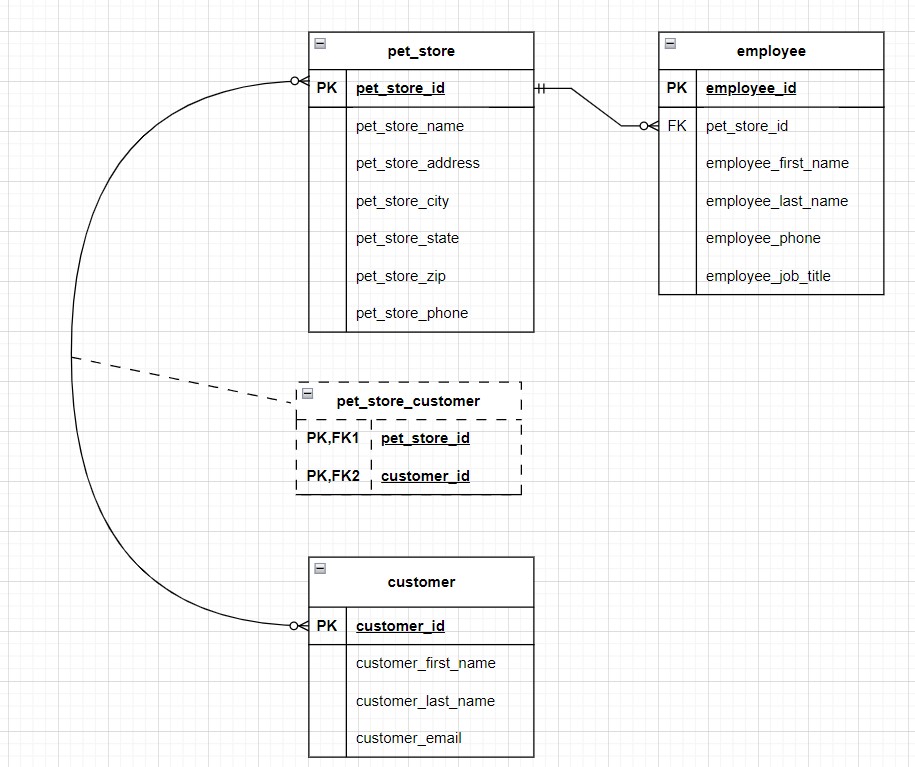 pet_store
PK pet_store_id
pet_store_name
pet_store_address
pet_store_city
pet_store_state
pet_store_zip
pet_store_phone
employee
PK employee_id
FK pet_store_id
employee_first_name
employee_last_name
employee_phone
employee_job_title
pet_store_customer
PK,FK1 pet_store_id
PK,FK2 customer_id
customer
PK customer_id
customer_first_name
customer_last_name
customer_email